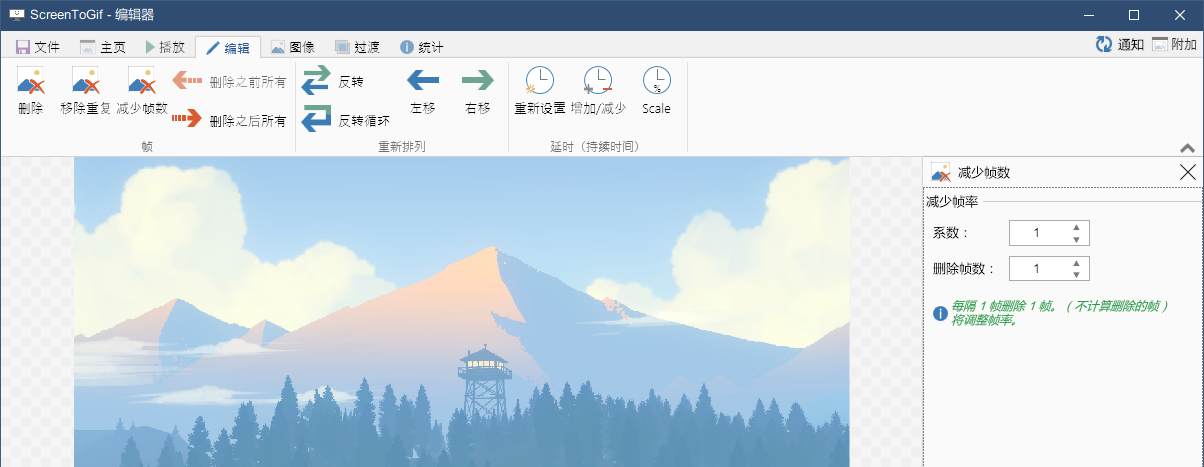 ScreenToGif - 编辑器
文件 主页 播放 编辑 图像 过渡 统计 通知 附加
删除 移除重复 减少帧数 删除之前所有
删除之后所有
反转
反转循环
左移 右移
重新设置 增加/减少 Scale
帧 重新排列 延时（持续时间）
减少帧数
减少帧率
系数： 1
删除帧数： 1
每隔 1 帧删除 1 帧。（不计算删除的帧）
将调整帧率。